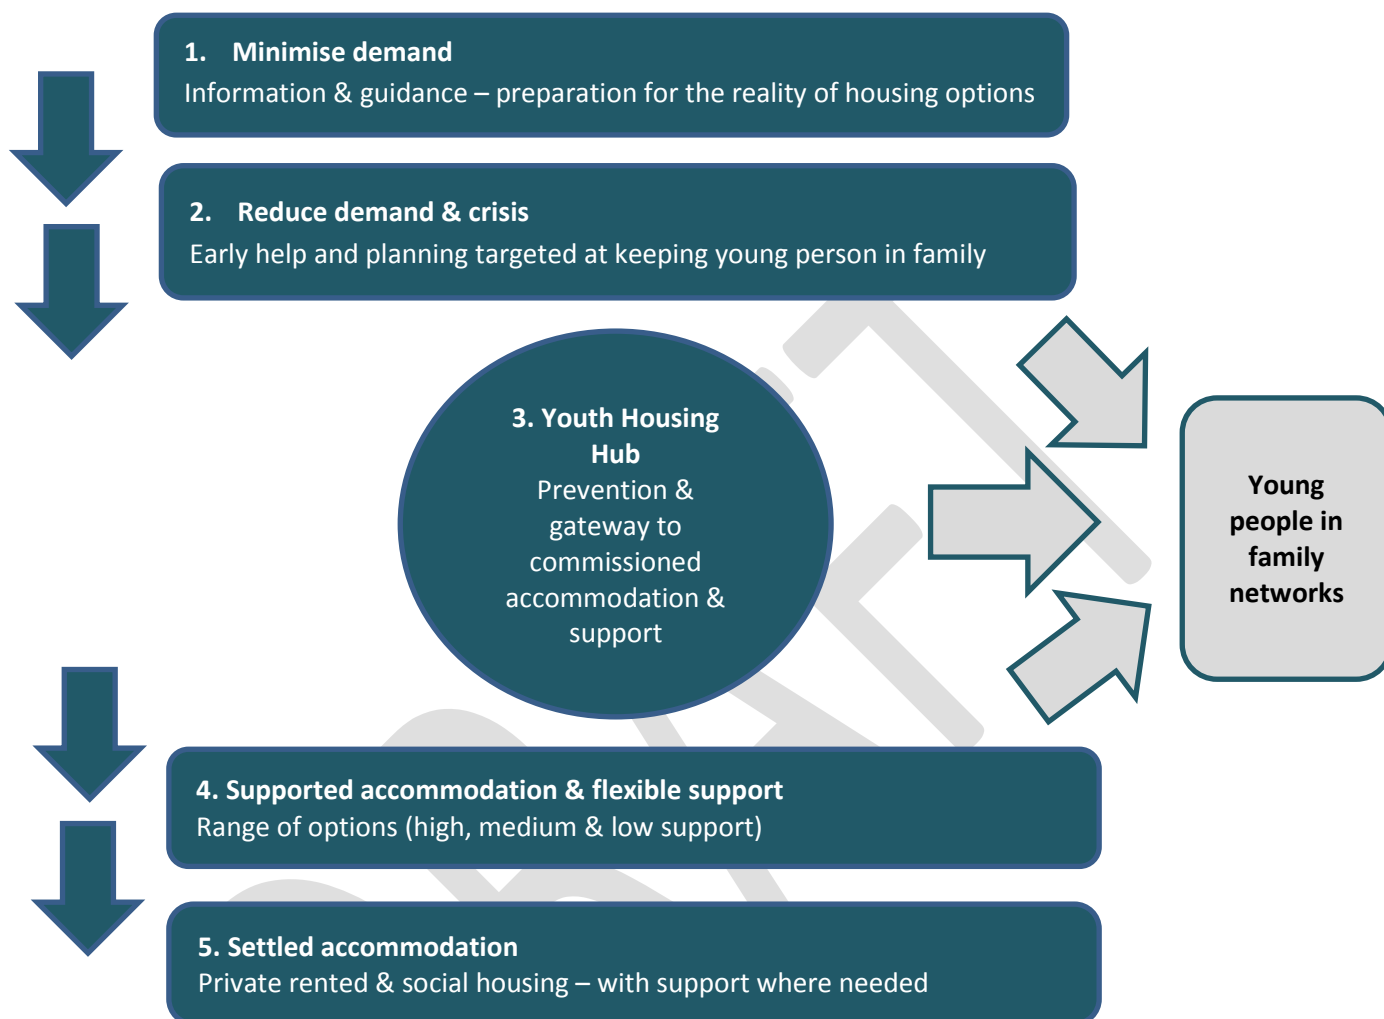 1. Minimise demand
Information & guidance – preparation for the reality of housing options
2. Reduce demand & crisis
Early help and planning targeted at keeping young person in family
3. Youth Housing
Hub
Prevention &
gateway to
commissioned
accommodation &
support
Young
people in
family
networks
4. Supported accommodation & flexible support
Range of options (high, medium & low support)
5. Settled accommodation
Private rented & social housing – with support where needed
DRAFT